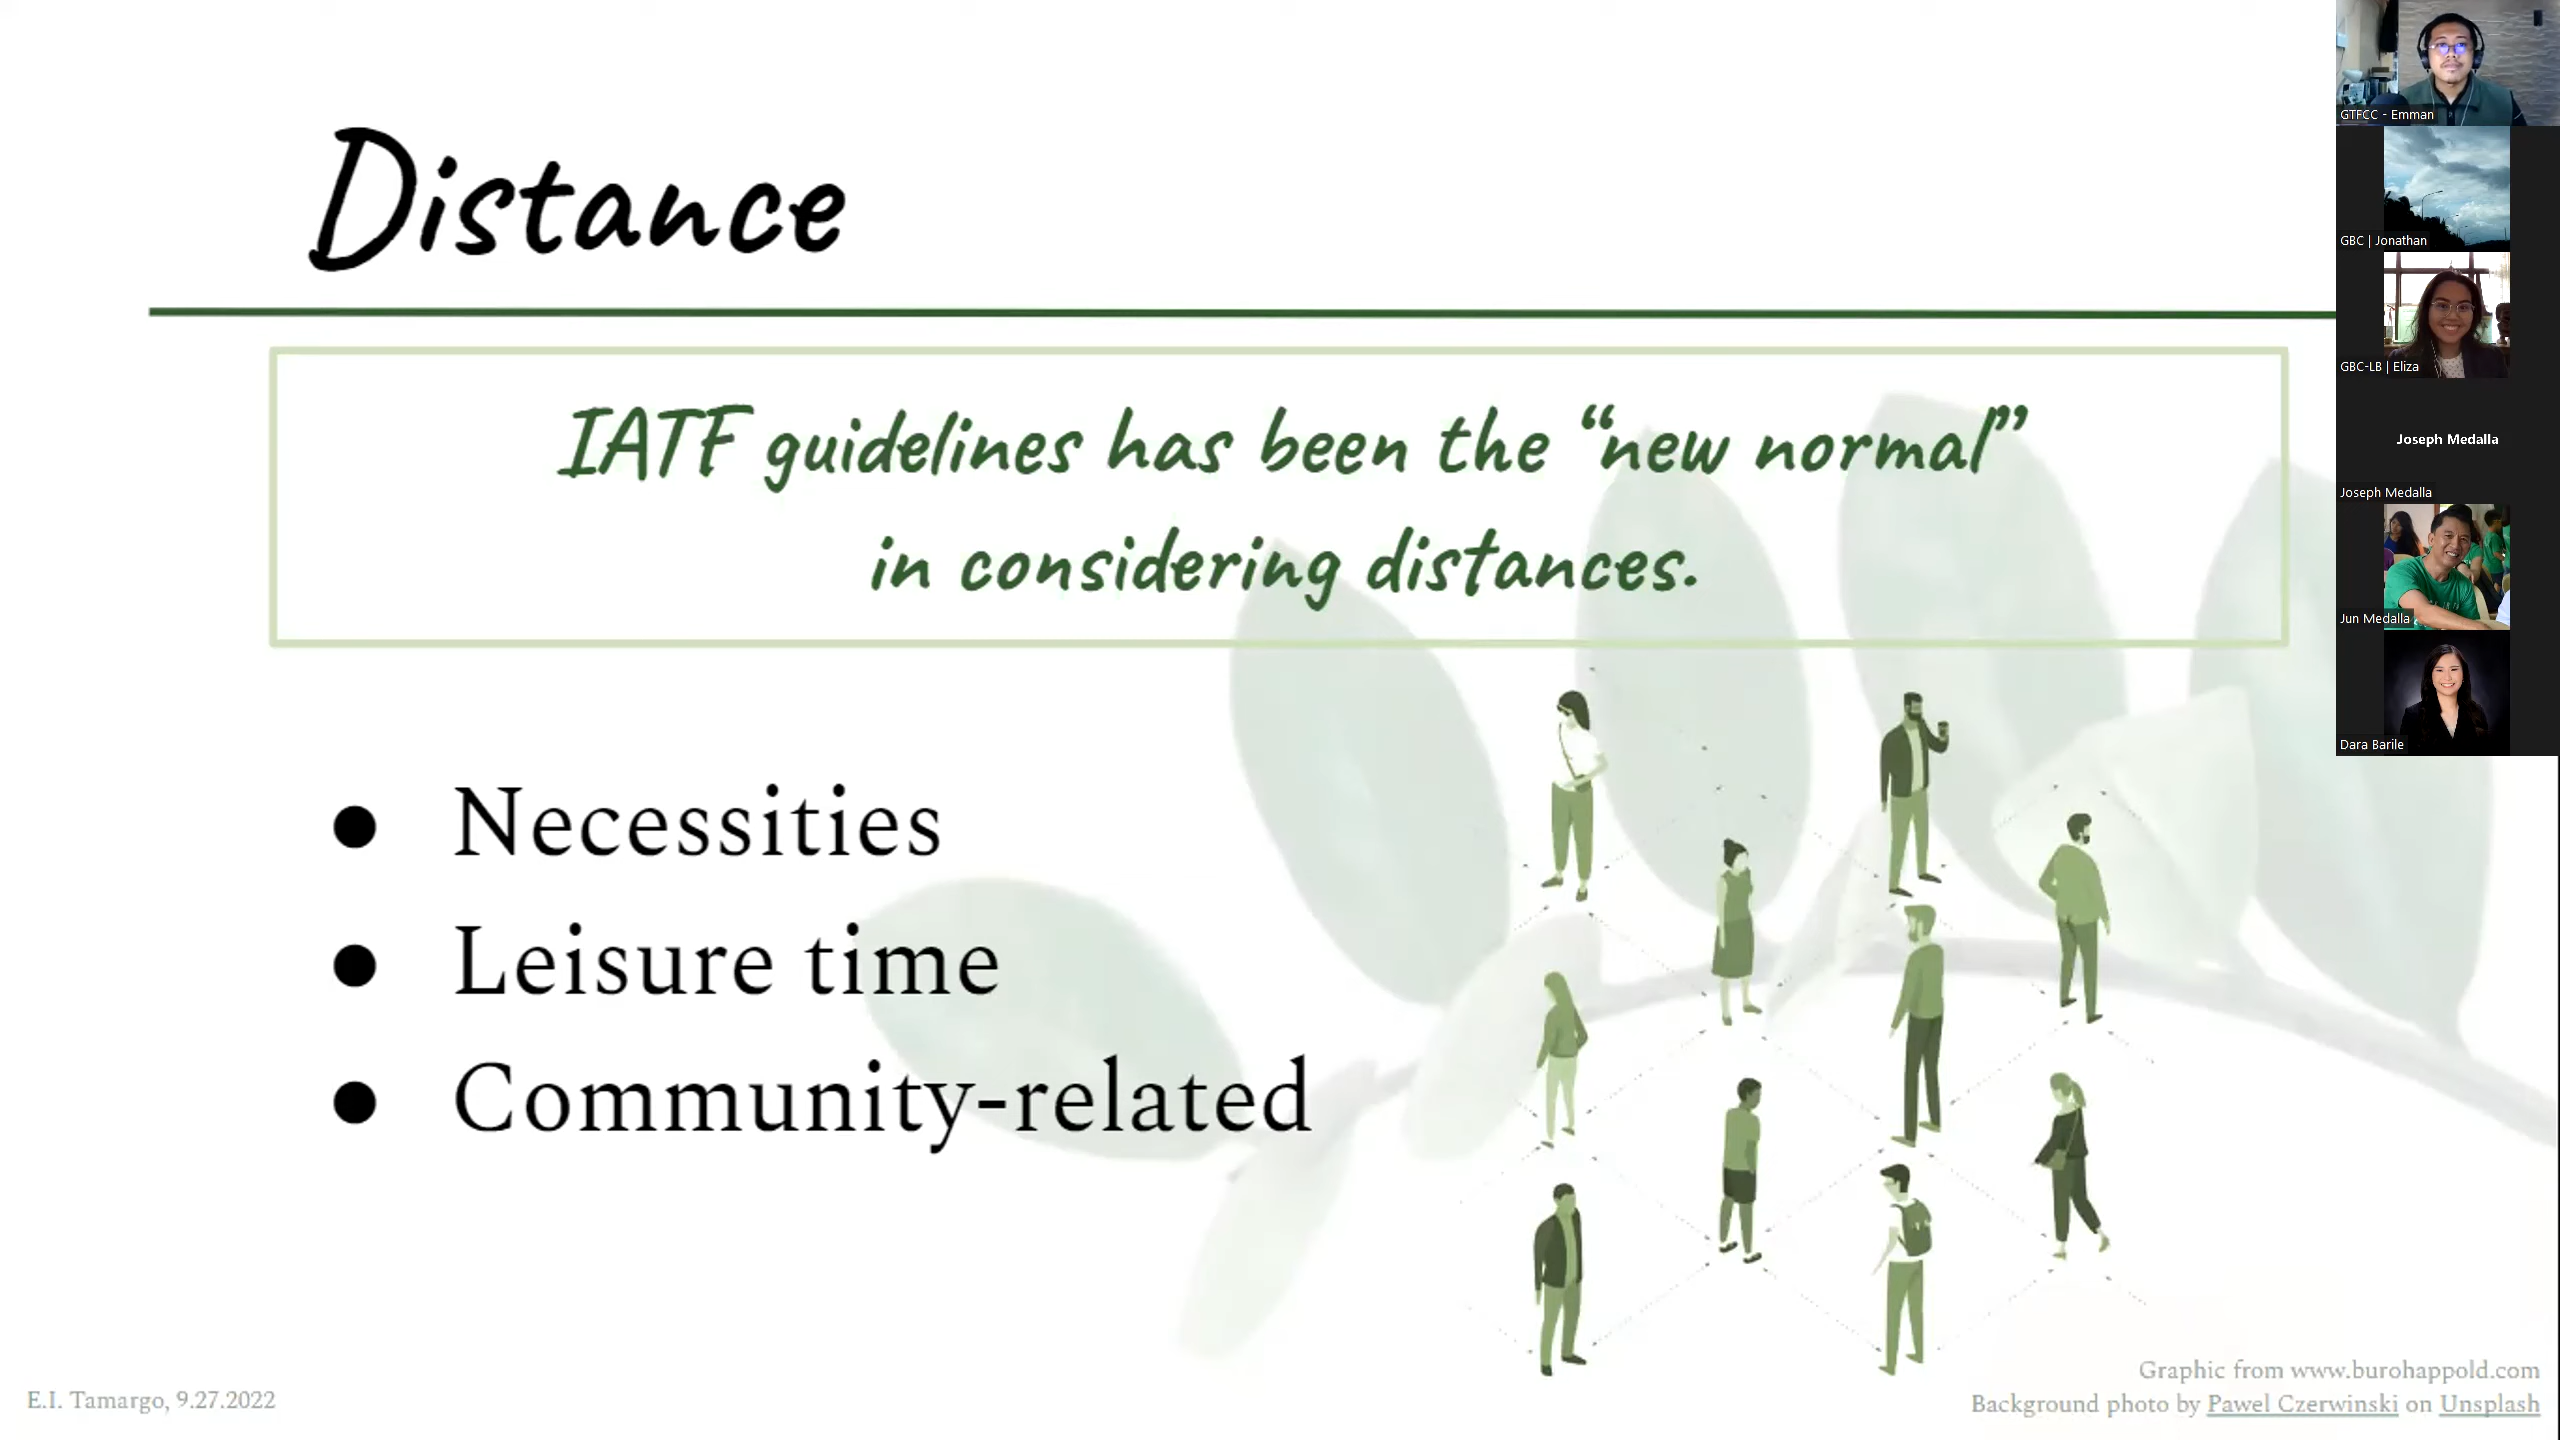 Distance
IATF guidelines has been the “new normal”
in considering distances.
● Necessities
● Leisure time
● Community-related
E.I. Tamargo, 9.27.2022
Graphic from www.burohappold.com
Background photo by Pawel Czerwinski on Unsplash
GTFCC - Emman
GBC | Jonathan
GBC-LB | Eliza
Joseph Medalla
Joseph Medalla
Jun Medalla
Dara Barile